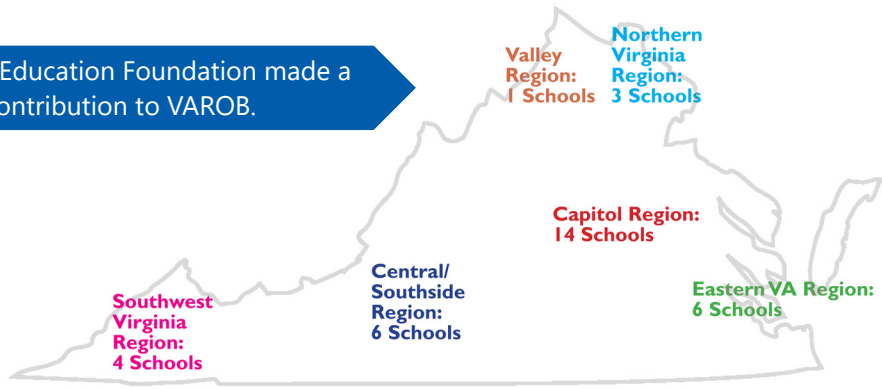 Education Foundation made a
ontribution to VAROB.
Valley
Region:
1 Schools
Northern
Virginia
Region:
3 Schools
Capitol Region:
14 Schools
Central/
Southside
Region:
6 Schools
Eastern VA Region:
6 Schools
Southwest
Virginia
Region:
4 Schools